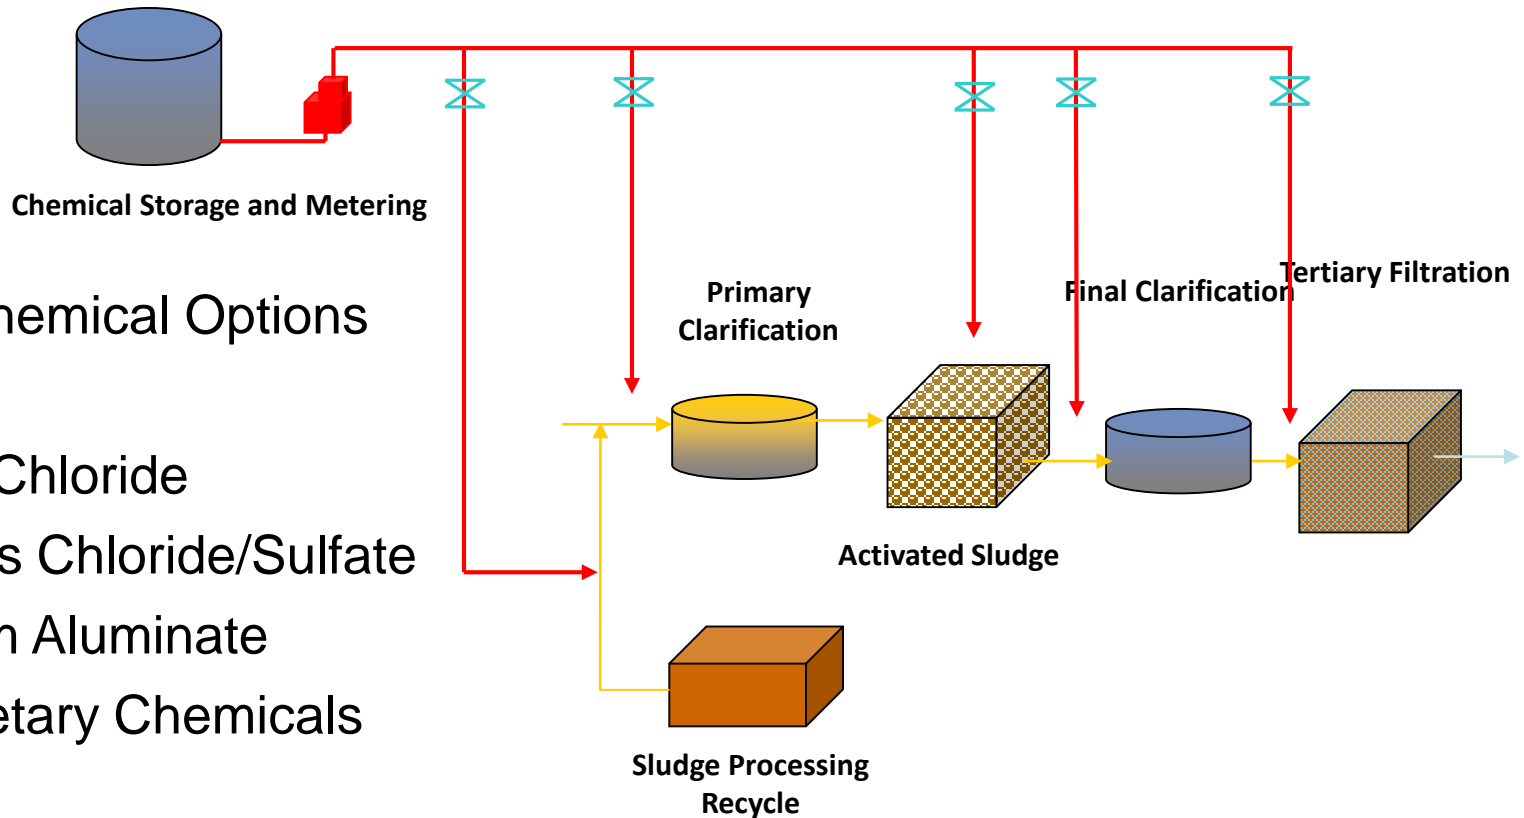 Chemical Storage and Metering
hemical Options
Chloride
s Chloride/Sulfate
Aluminate
etary Chemicals
Primary
Clarification
Final Clarification
Tertiary Filtration
Activated Sludge
Sludge Processing
Recycle